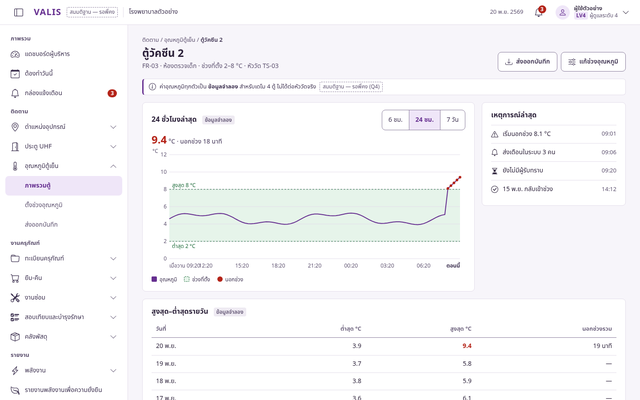 VALIS
สมมติฐาน — รอพี่คง
โรงพยาบาลตัวอย่าง
20 พ.ย. 2569
3
ผู้ใช้ตัวอย่าง
LV4 ผู้ดูแลระดับ 4
ภาพรวม
แดชบอร์ดผู้บริหาร
ต้องทำวันนี้
กล่องแจ้งเตือน
3
ติดตาม
ตำแหน่งอุปกรณ์
ประตู UHF
อุณหภูมิตู้เย็น
ภาพรวมตู้
ตั้งช่วงอุณหภูมิ
ส่งออกบันทึก
งานครุภัณฑ์
ทะเบียนครุภัณฑ์
ยืม-คืน
งานซ่อม
สอบเทียบและบำรุงรักษา
คลังพัสดุ
รายงาน
พลังงาน
รายงานพลังงานเพื่อความยั่งยืน
ติดตาม / อุณหภูมิตู้เย็น / ตู้วัคซีน 2
ตู้วัคซีน 2
FR-03 · ห้องตรวจเด็ก · ช่วงที่ตั้ง 2–8 °C · หัววัด TS-03
ส่งออกบันทึก
แก้ช่วงอุณหภูมิ
ค่าอุณหภูมิทุกตัวเป็น ข้อมูลจำลอง สำหรับเดโม 4 ตู้ ไม่ได้ต่อหัววัดจริง
สมมติฐาน — รอพี่คง (Q4)
24 ชั่วโมงล่าสุด
ข้อมูลจำลอง
6 ชม.
24 ชม.
7 วัน
9.4 °C · นอกช่วง 18 นาที
°C
12
10
8
6
4
2
0
สูงสุด 8 °C
ต่ำสุด 2 °C
เมื่อวาน 09:20
12:20
15:20
18:20
21:20
00:20
03:20
06:20
ตอนนี้
อุณหภูมิ
ช่วงที่ตั้ง
นอกช่วง
เหตุการณ์ล่าสุด
เริ่มนอกช่วง 8.1 °C
09:01
ส่งเตือนในระบบ 3 คน
09:06
ยังไม่มีผู้รับทราบ
09:20
15 พ.ย. กลับเข้าช่วง
14:12
สูงสุด–ต่ำสุดรายวัน
ข้อมูลจำลอง
วันที่
ต่ำสุด °C
สูงสุด °C
นอกช่วงรวม
20 พ.ย.
3.9
9.4
19 นาที
19 พ.ย.
3.7
5.8
—
18 พ.ย.
3.8
5.9
—
17 พ.ย.
3.6
6.1
—